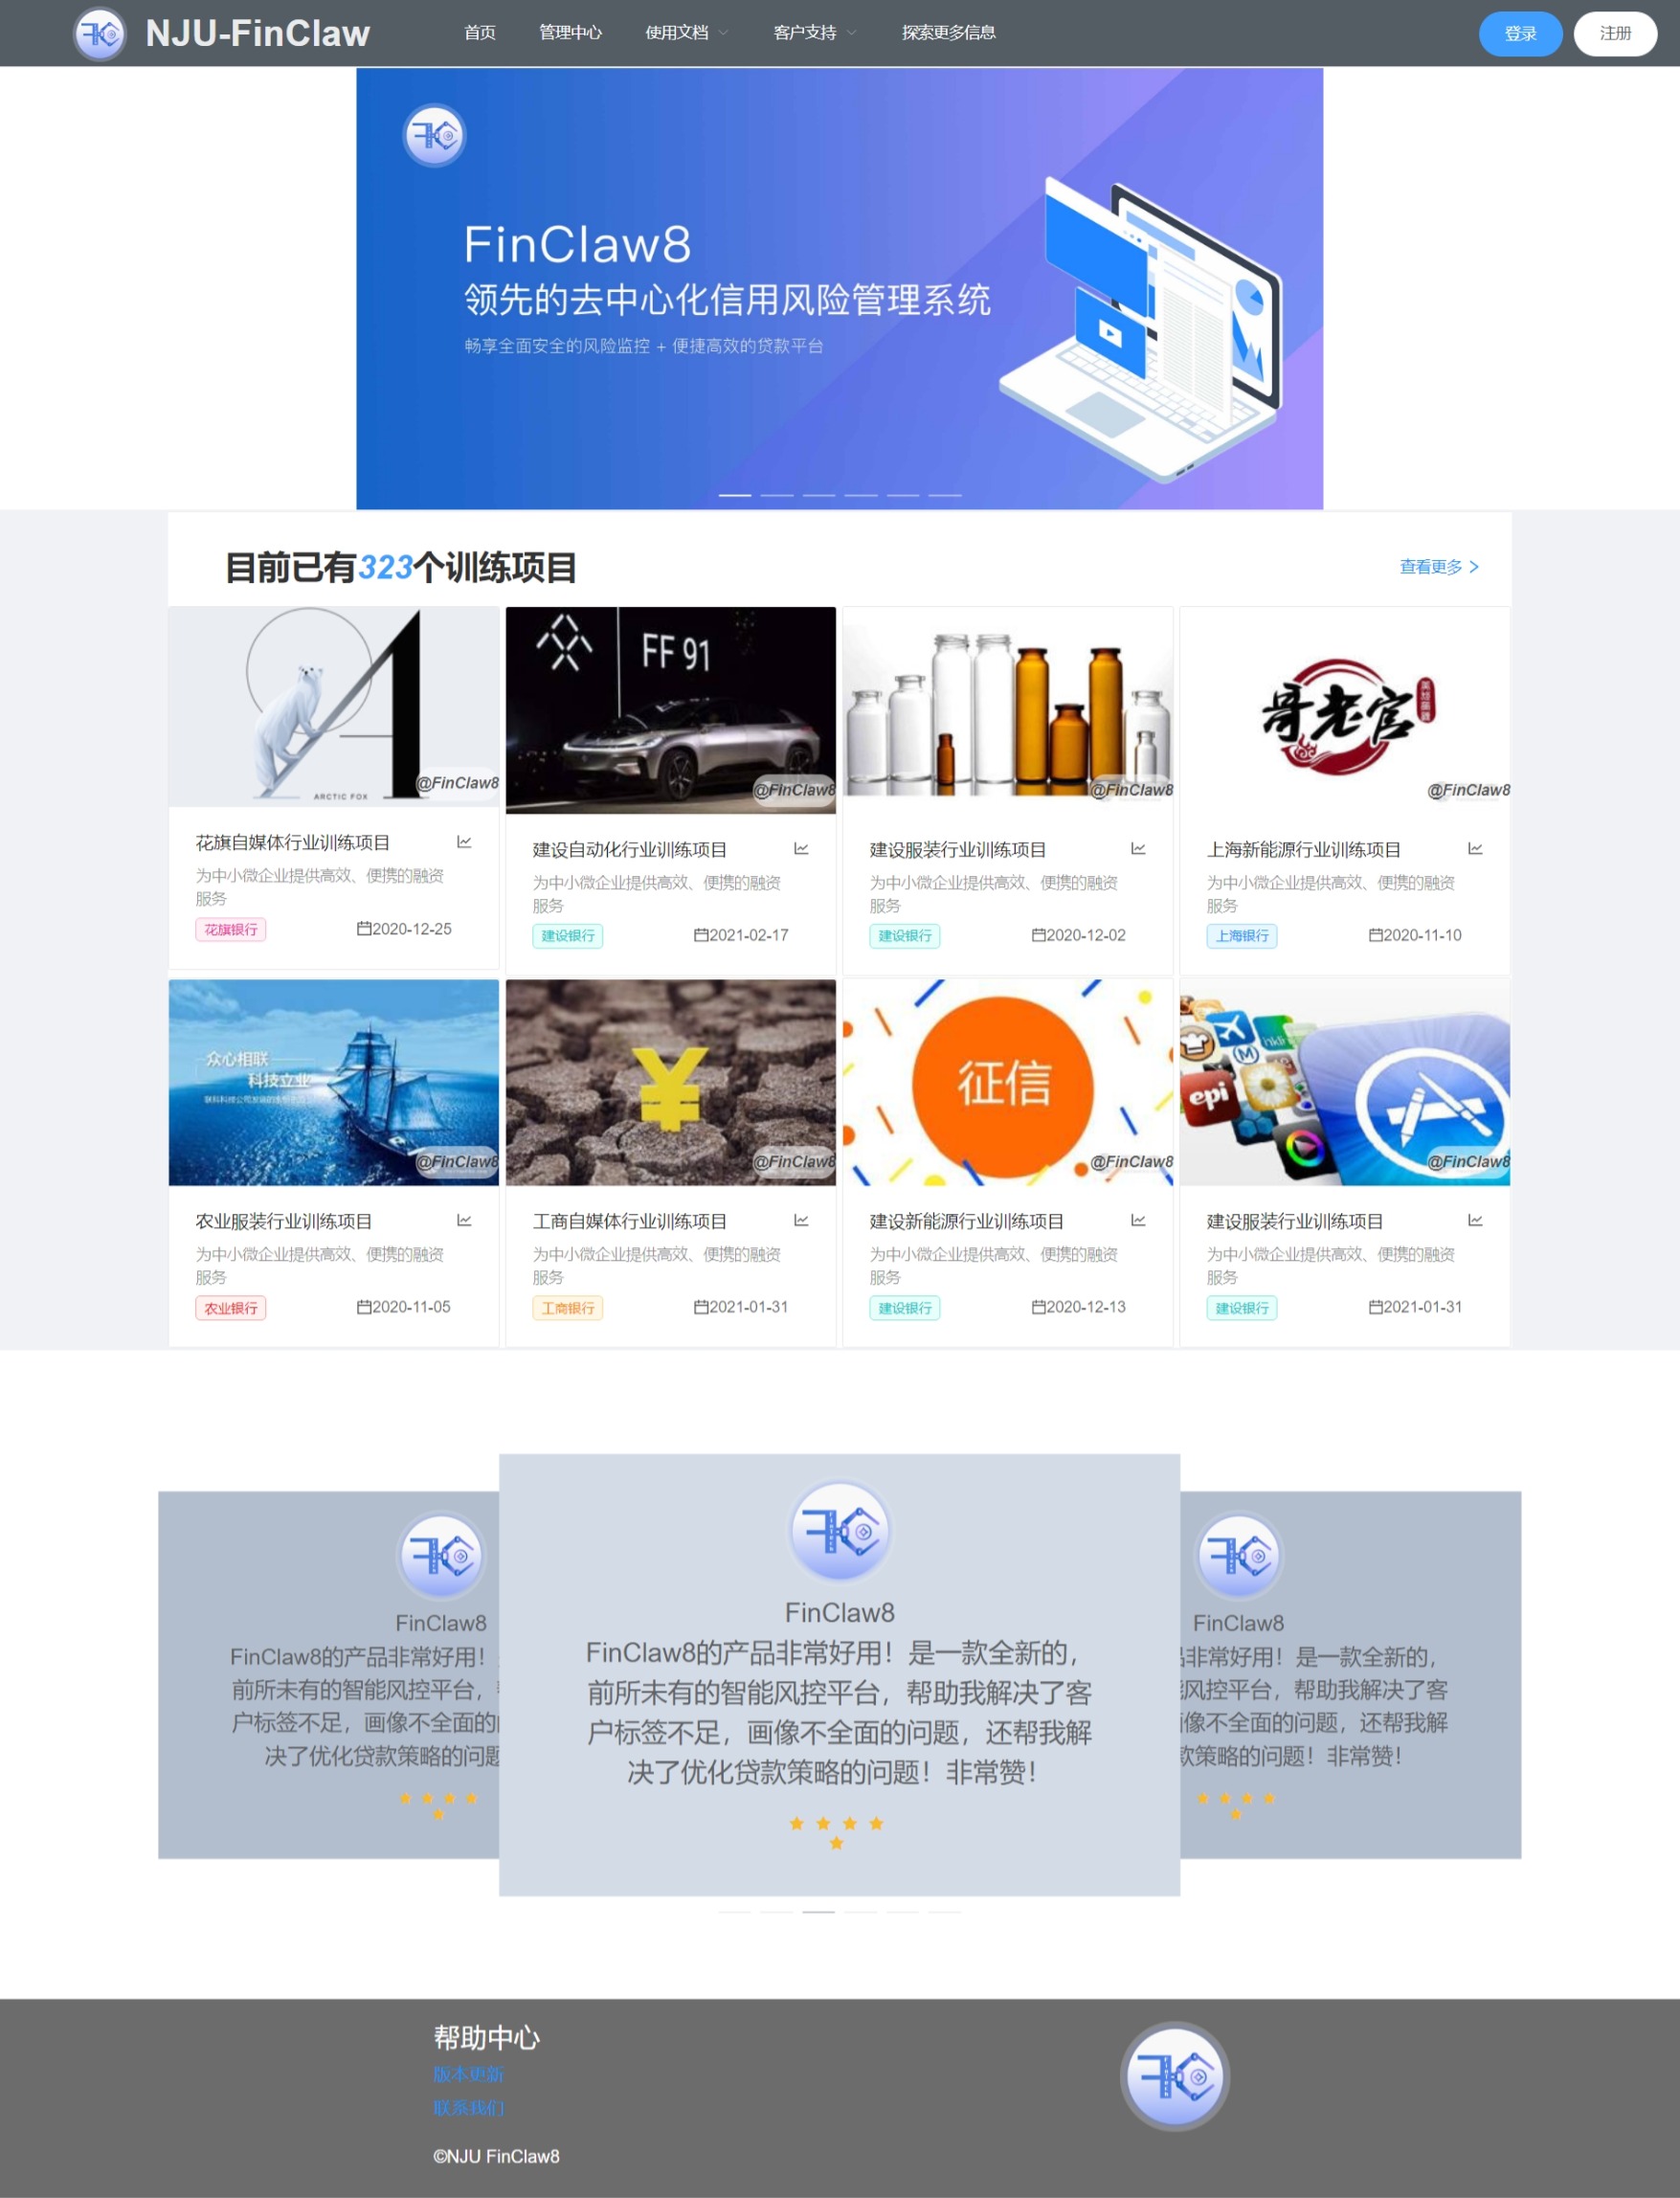 NJU-FinClaw
首页
管理中心
使用文档
客户支持
探索更多信息
登录
注册
FinClaw8
领先的去中心化信用风险管理系统
畅享全面安全的风险监控 + 便捷高效的贷款平台
目前已有323个训练项目
查看更多
A
ARCTIC FOX
@FinClaw8
FF 91
@FinClaw8
@FinClaw8
哥老官
@FinClaw8
花旗自媒体行业训练项目
为中小微企业提供高效、便携的融资
服务
花旗银行
2020-12-25
建设自动化行业训练项目
为中小微企业提供高效、便携的融资
服务
建设银行
2021-02-17
建设服装行业训练项目
为中小微企业提供高效、便携的融资
服务
建设银行
2020-12-02
上海新能源行业训练项目
为中小微企业提供高效、便携的融资
服务
上海银行
2020-11-10
众心相联
科技立业
@FinClaw8
@FinClaw8
征信
@FinClaw8
epi
@FinClaw8
农业服装行业训练项目
为中小微企业提供高效、便携的融资
服务
农业银行
2020-11-05
工商自媒体行业训练项目
为中小微企业提供高效、便携的融资
服务
工商银行
2021-01-31
建设新能源行业训练项目
为中小微企业提供高效、便携的融资
服务
建设银行
2020-12-13
建设服装行业训练项目
为中小微企业提供高效、便携的融资
服务
建设银行
2021-01-31
FinClaw8
FinClaw8的产品非常好用！
前所未有的智能风控平台，
户标签不足，画像不全面的
决了优化贷款策略的问题
FinClaw8
FinClaw8的产品非常好用！是一款全新的，
前所未有的智能风控平台，帮助我解决了客
户标签不足，画像不全面的问题，还帮我解
决了优化贷款策略的问题！非常赞！
FinClaw8
非常好用！是一款全新的，
风控平台，帮助我解决了客
像不全面的问题，还帮我解
款策略的问题！非常赞！
帮助中心
版本更新
联系我们
©NJU FinClaw8